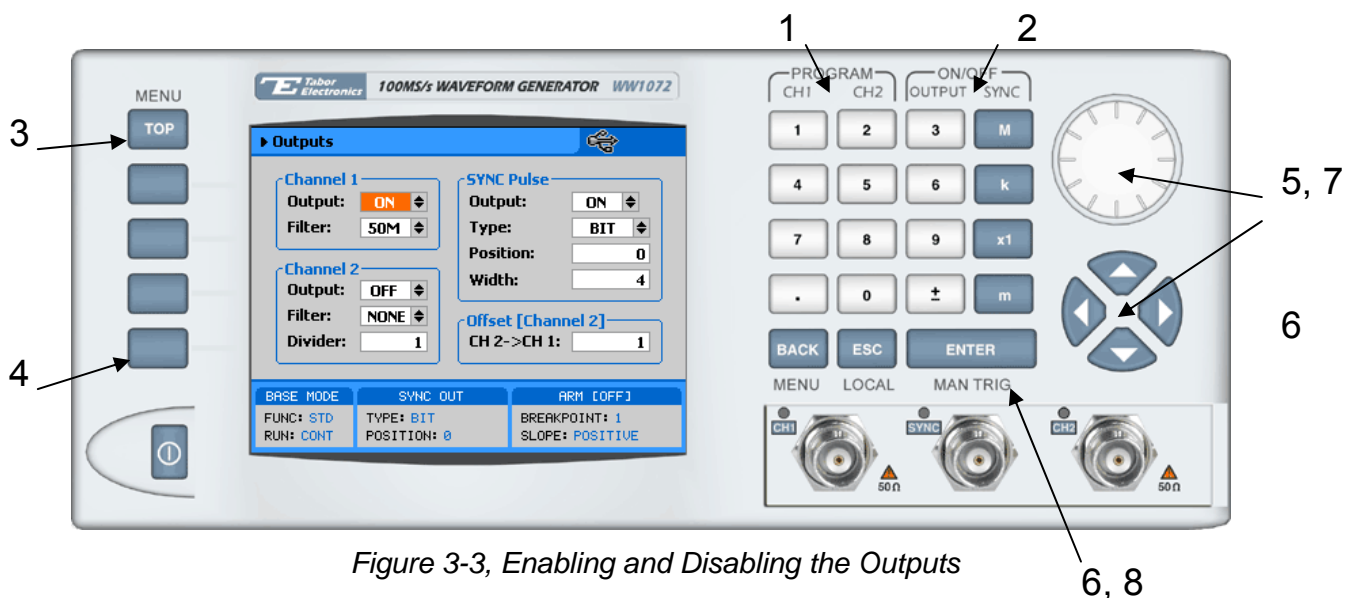 1
2
PROGRAM
ON/OFF
CH1 CH2 OUTPUT SYNC
MENU
Tabor Electronics 100MS/s WAVEFORM GENERATOR WW1072
3
TOP
1 2 3 M
Outputs
Channel 1
Output: ON
Filter: 50M
SYNC Pulse
Output: ON
Type: BIT
Position: 0
Width: 4
4 5 6 k
5, 7
7 8 9 x1
Channel 2
Output: OFF
Filter: NONE
Divider: 1
Offset [Channel 2]
CH 2->CH 1: 1
. 0 ± m
6
4
BACK ESC ENTER
MENU LOCAL MAN TRIG
BASE MODE
FUNC: STD
RUN: CONT
SYNC OUT
TYPE: BIT
POSITION: 0
ARM [OFF]
BREAKPOINT: 1
SLOPE: POSITIVE
CH1 SYNC CH2
50Ω 50Ω
Figure 3-3, Enabling and Disabling the Outputs
6, 8